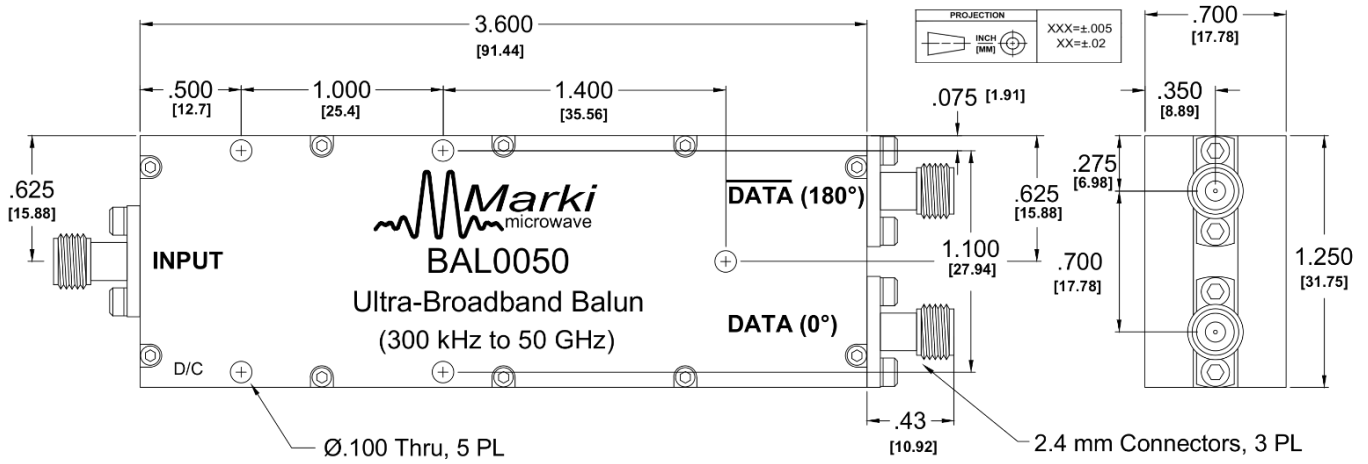 3.600
[91.44]
PROJECTION
INCH
[MM]
XXX=±.005
XX=±.02
.700
[17.78]
.500
[12.7]
1.000
[25.4]
1.400
[35.56]
.075 [1.91]
.350
[8.89]
.625
[15.88]
.275
[6.98]
Marki
microwave
DATA (180°)
.625
[15.88]
INPUT
BAL0050
1.100
[27.94]
.700
[17.78]
1.250
[31.75]
Ultra-Broadband Balun
DATA (0°)
(300 kHz to 50 GHz)
D/C
.43
[10.92]
Ø.100 Thru, 5 PL
2.4 mm Connectors, 3 PL